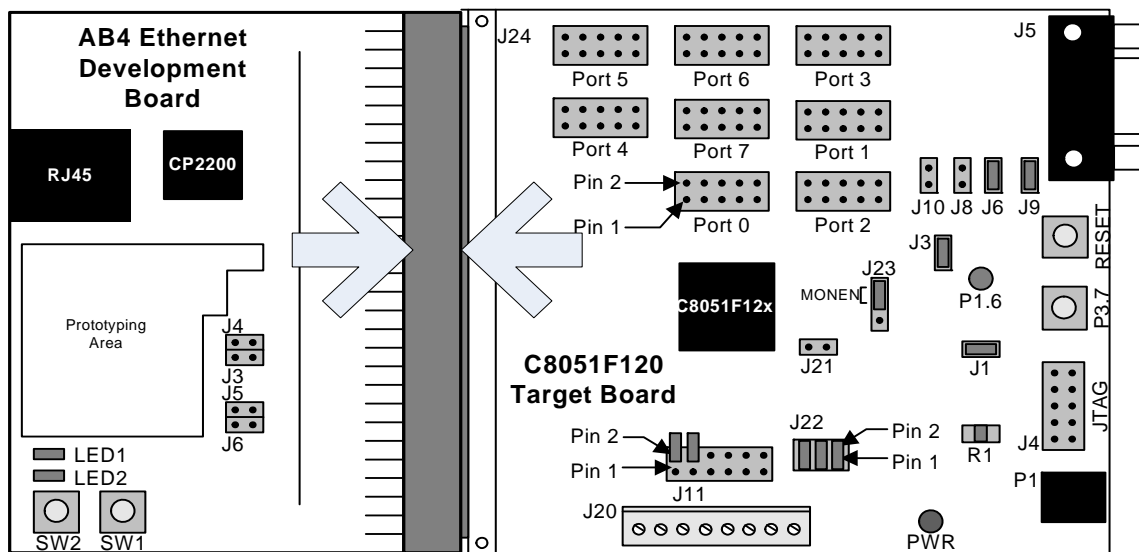 AB4 Ethernet
Development
Board
RJ45
CP2200
Prototyping
Area
J4
J3
J5
J6
LED1
LED2
SW2
SW1
J24
Port 5
Port 6
Port 3
Port 4
Port 7
Port 1
Pin 2
Pin 1
Port 0
Port 2
J5
J10
J8
J6
J9
RESET
J3
J23
MONEN
P1.6
P3.7
C8051F12x
J21
J1
C8051F120
Target Board
JTAG
J4
Pin 2
Pin 1
J11
J22
Pin 2
Pin 1
R1
P1
J20
PWR